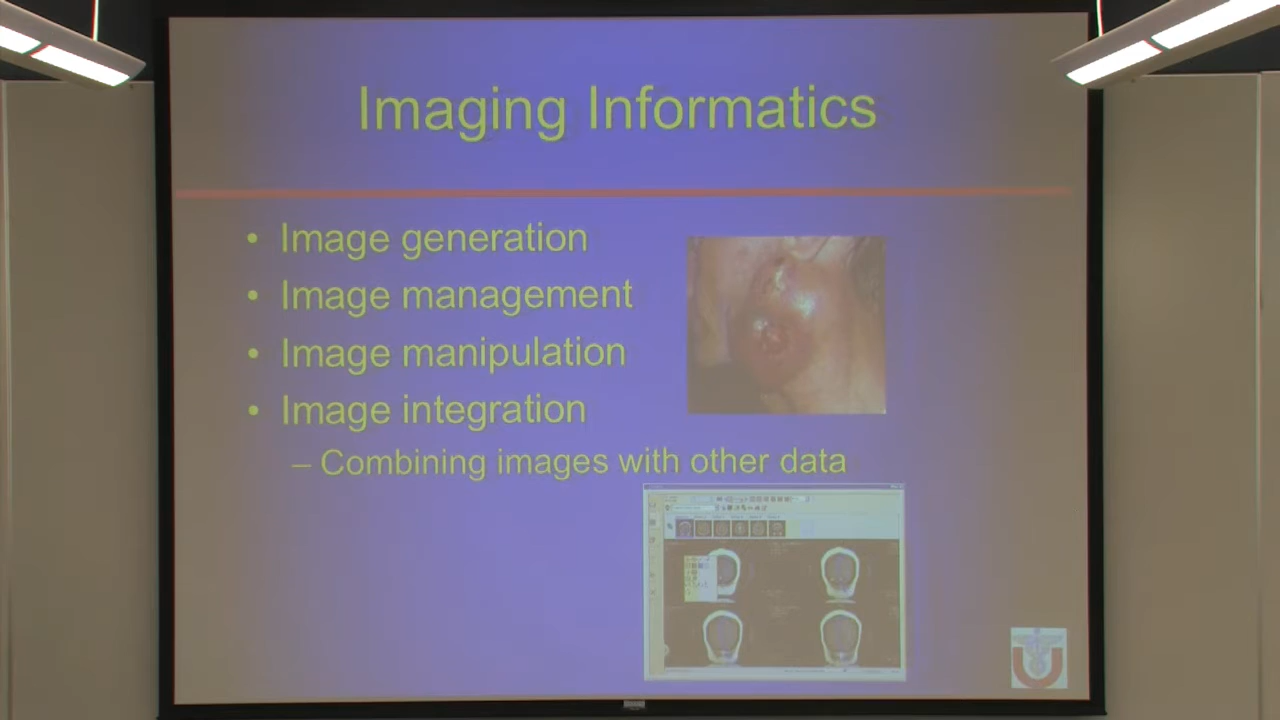 Imaging Informatics
• Image generation
• Image management
• Image manipulation
• Image integration
– Combining images with other data